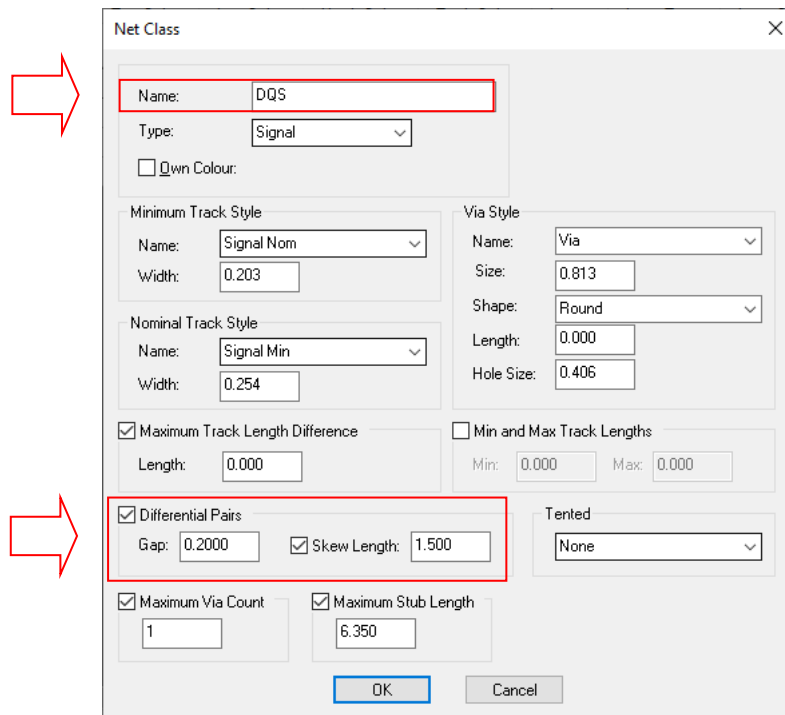 Net Class
Name: DQS
Type: Signal
Own Colour:
Minimum Track Style
Name: Signal Nom
Width: 0.203
Nominal Track Style
Name: Signal Min
Width: 0.254
Via Style
Name: Via
Size: 0.813
Shape: Round
Length: 0.000
Hole Size: 0.406
Maximum Track Length Difference
Length: 0.000
Min and Max Track Lengths
Min: 0.000 Max: 0.000
Differential Pairs
Gap: 0.2000 Skew Length: 1.500
Tented
None
Maximum Via Count
1
Maximum Stub Length
6.350
OK Cancel